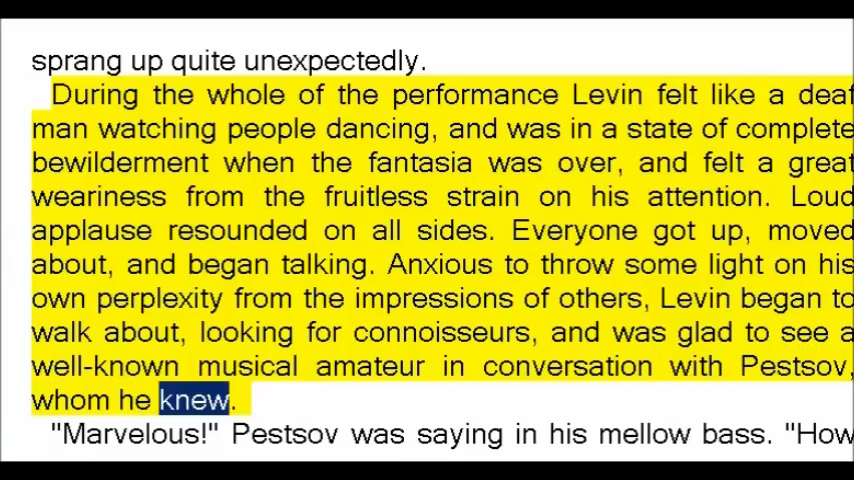 sprang up quite unexpectedly.
During the whole of the performance Levin felt like a deaf
man watching people dancing, and was in a state of complete
bewilderment when the fantasia was over, and felt a great
weariness from the fruitless strain on his attention. Loud
applause resounded on all sides. Everyone got up, moved
about, and began talking. Anxious to throw some light on his
own perplexity from the impressions of others, Levin began to
walk about, looking for connoisseurs, and was glad to see a
well-known musical amateur in conversation with Pestsov,
whom he knew.
"Marvelous!" Pestsov was saying in his mellow bass. "How